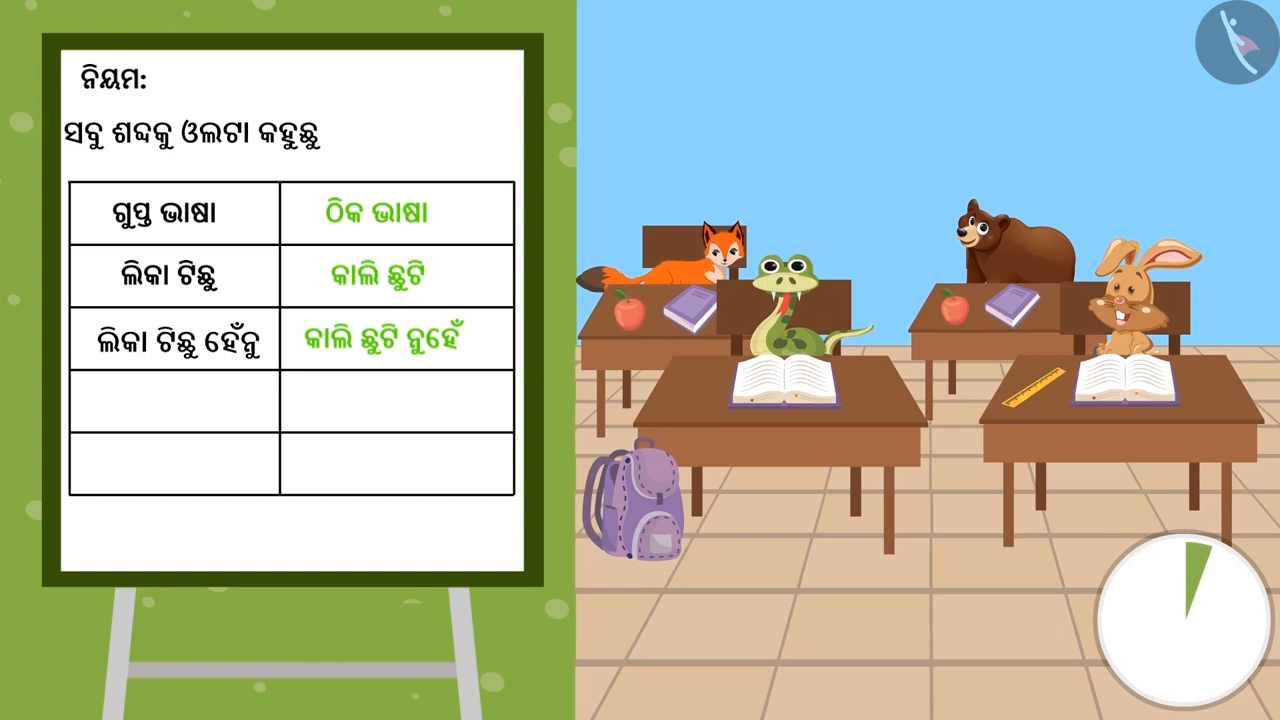 ନିୟମ:
ସବୁ ଶବ୍ଦକୁ ଓଲଟା କହୁଛୁ
ଗୁପ୍ତ ଭାଷା ଠିକ ଭାଷା
ଲିକା ଟିଛୁ କାଲି ଛୁଟି
ଲିକା ଟିଛୁ ହେଁନୁ କାଲି ଛୁଟି ନୁହେଁ